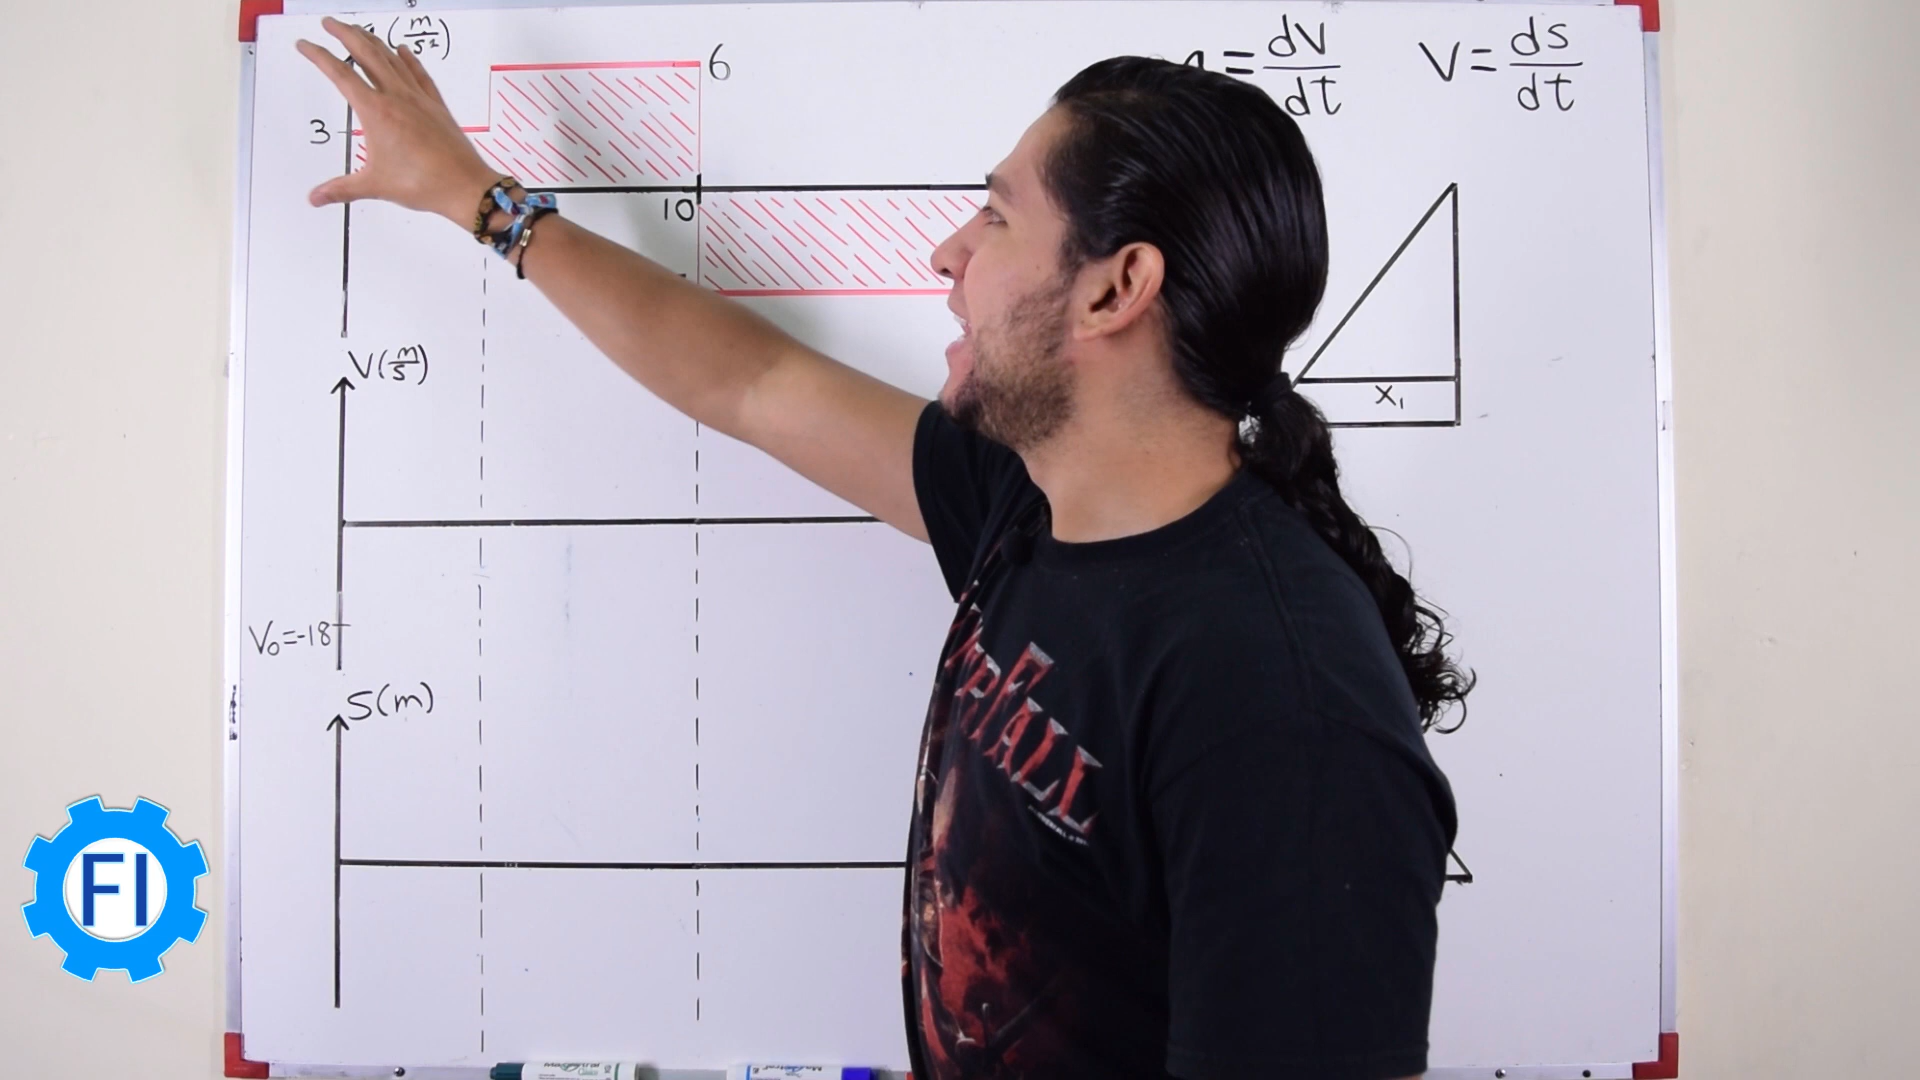 (m/s²)
3
6
10
= dv/dt
V = ds/dt
V(m/s)
X₁
V₀=-18
S(m)
FI